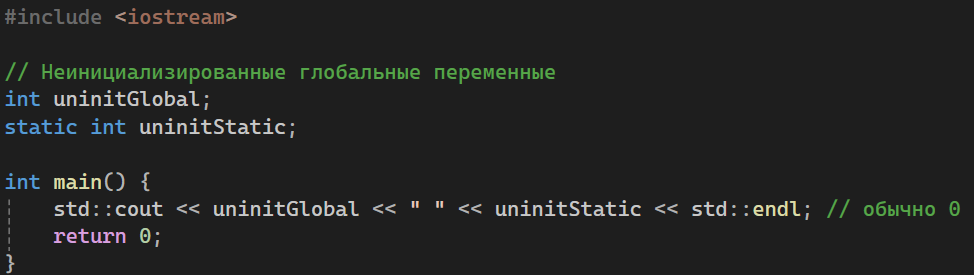 #include <iostream>
// Неинициализированные глобальные переменные
int uninitGlobal;
static int uninitStatic;
int main() {
    std::cout << uninitGlobal << " " << uninitStatic << std::endl; // обычно 0
    return 0;
}